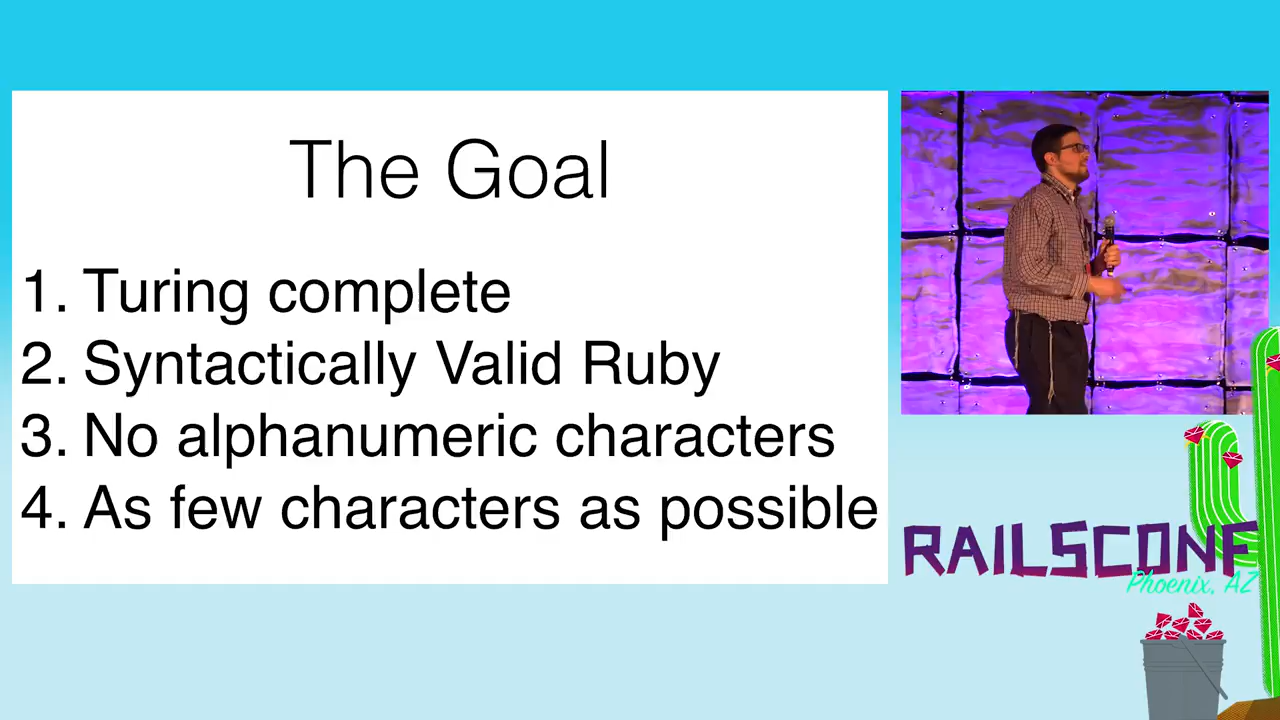 The Goal
1. Turing complete
2. Syntactically Valid Ruby
3. No alphanumeric characters
4. As few characters as possible
RAILSCONF
Phoenix, AZ